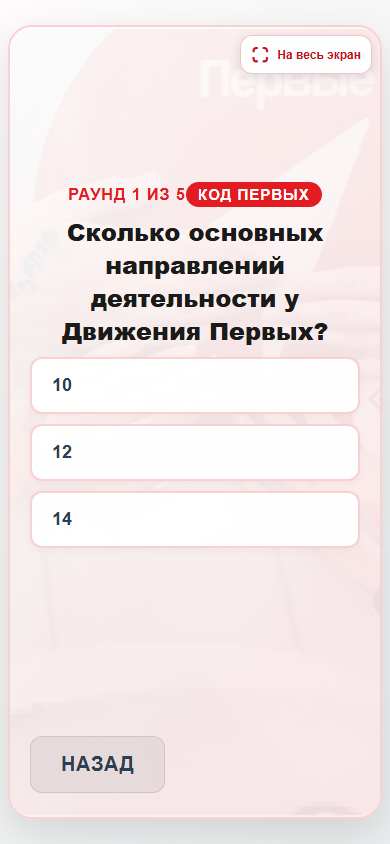 На весь экран
Первые
РАУНД 1 ИЗ 5 КОД ПЕРВЫХ
Сколько основных
направлений
деятельности у
Движения Первых?
10
12
14
НАЗАД